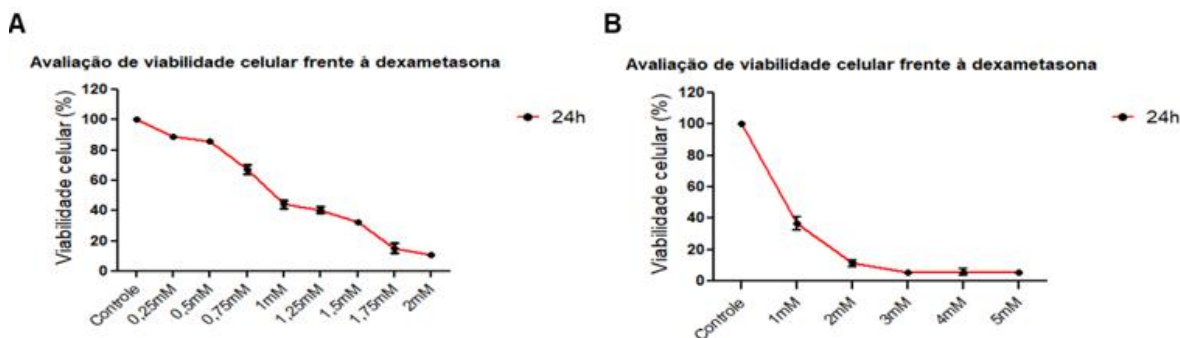 A
Avaliação de viabilidade celular frente à dexametasona
Viabilidade celular (%)
120
100
80
60
40
20
0
Controle
0,25mM
0,5mM
0,75mM
1mM
1,25mM
1,5mM
1,75mM
2mM
24h
B
Avaliação de viabilidade celular frente à dexametasona
Viabilidade celular (%)
120
100
80
60
40
20
0
Controle
1mM
2mM
3mM
4mM
5mM
24h